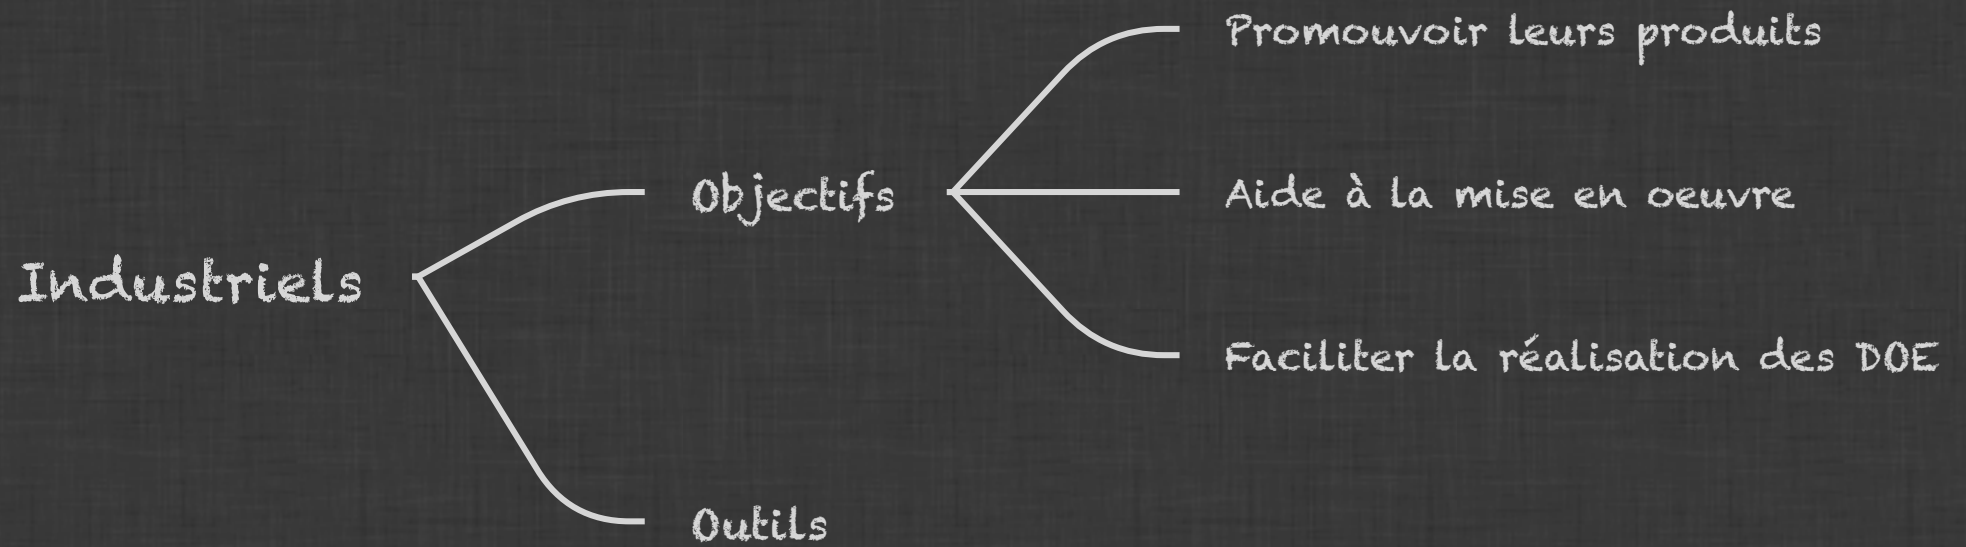 Promouvoir leurs produits
Objectifs
Aide à la mise en oeuvre
Industriels
Faciliter la réalisation des DOE
Outils